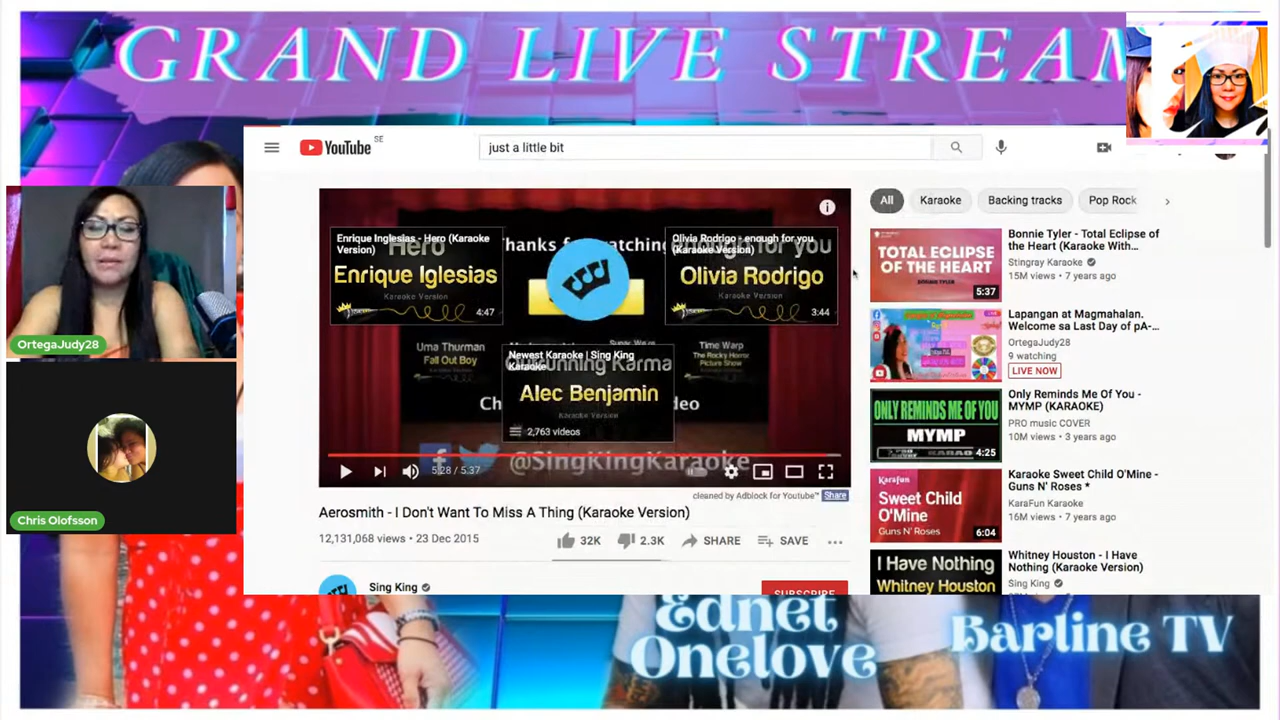 GRAND LIVE STREAM
YouTube SE
just a little bit
Enrique Inglesias - Hero (Karaoke
Version)
Hero
Enrique Iglesias
Karaoke Version
4:47
Olivia Rodrigo - enough for you
(Karaoke Version)
Olivia Rodrigo
Karaoke Version
3:44
Uma Thurman
Fall Out Boy
Time Warp
The Rocky Horror
Picture Show
Newest Karaoke | Sing King
Karaoke
Running Karma
Alec Benjamin
Karaoke Version
2,763 videos
@SingKingKaraoke
5:28 / 5:37
cleaned by Adblock for Youtube™ Share
Aerosmith - I Don't Want To Miss A Thing (Karaoke Version)
12,131,068 views • 23 Dec 2015
32K 2.3K SHARE SAVE
Sing King
SUBSCRIBE
All Karaoke Backing tracks Pop Rock
TOTAL ECLIPSE
OF THE HEART
BONNIE TYLER
5:37
Bonnie Tyler - Total Eclipse of
the Heart (Karaoke With...
Stingray Karaoke
15M views • 7 years ago
Lapangan at Magmahalan.
Welcome sa Last Day of pA-...
OrtegaJudy28
9 watching
LIVE NOW
ONLY REMINDS ME OF YOU
MYMP
4:25
Only Reminds Me Of You -
MYMP (KARAOKE)
PRO music COVER
10M views • 3 years ago
KaraFun
Sweet Child
O'Mine
Guns N' Roses
6:04
Karaoke Sweet Child O'Mine -
Guns N' Roses *
KaraFun Karaoke
16M views • 7 years ago
I Have Nothing
Whitney Houston
Whitney Houston - I Have
Nothing (Karaoke Version)
Sing King
OrtegaJudy28
Chris Olofsson
Ednet
Onelove
Barline TV